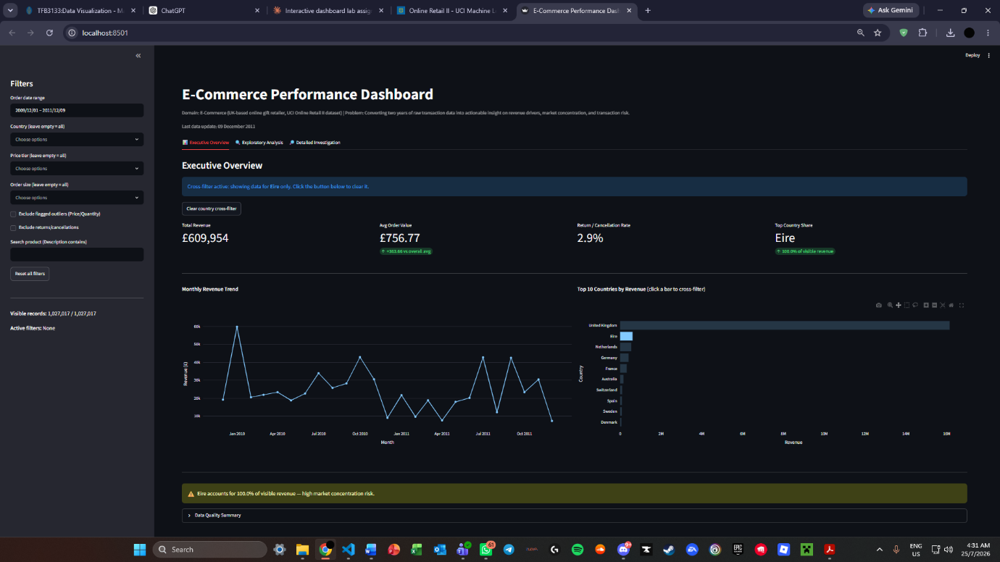 TFB3133:Data Visualization - M
ChatGPT
Interactive dashboard lab assig
Online Retail II - UCI Machine L
E-Commerce Performance Dash
Ask Gemini
localhost:8501
Deploy
Filters
Order date range
2009/12/01 – 2011/12/09
Country (leave empty = all)
Choose options
Price tier (leave empty = all)
Choose options
Order size (leave empty = all)
Choose options
Exclude flagged outliers (Price/Quantity)
Exclude returns/cancellations
Search product (Description contains)
Reset all filters
Visible records: 1,027,017 / 1,027,017
Active filters: None
E-Commerce Performance Dashboard
Domain: E-Commerce (UK-based online gift retailer, UCI Online Retail II dataset) | Problem: Converting two years of raw transaction data into actionable insight on revenue drivers, market concentration, and transaction risk.
Last data update: 09 December 2011
Executive Overview
Exploratory Analysis
Detailed Investigation
Executive Overview
Cross-filter active: showing data for Eire only. Click the button below to clear it.
Clear country cross-filter
Total Revenue
£609,954
Avg Order Value
£756.77
↑ +363.66 vs overall avg
Return / Cancellation Rate
2.9%
Top Country Share
Eire
↑ 100.0% of visible revenue
Monthly Revenue Trend
60k
50k
40k
30k
20k
10k
Revenue (£)
Jan 2010
Apr 2010
Jul 2010
Oct 2010
Jan 2011
Apr 2011
Jul 2011
Oct 2011
Month
Top 10 Countries by Revenue (click a bar to cross-filter)
United Kingdom
Eire
Netherlands
Germany
France
Australia
Switzerland
Spain
Sweden
Denmark
Country
0
2M
4M
6M
8M
10M
12M
14M
16M
Revenue
Eire accounts for 100.0% of visible revenue — high market concentration risk.
Data Quality Summary
Search
61
9+
EPIC
GAMES
ENG
US
4:31 AM
25/7/2026